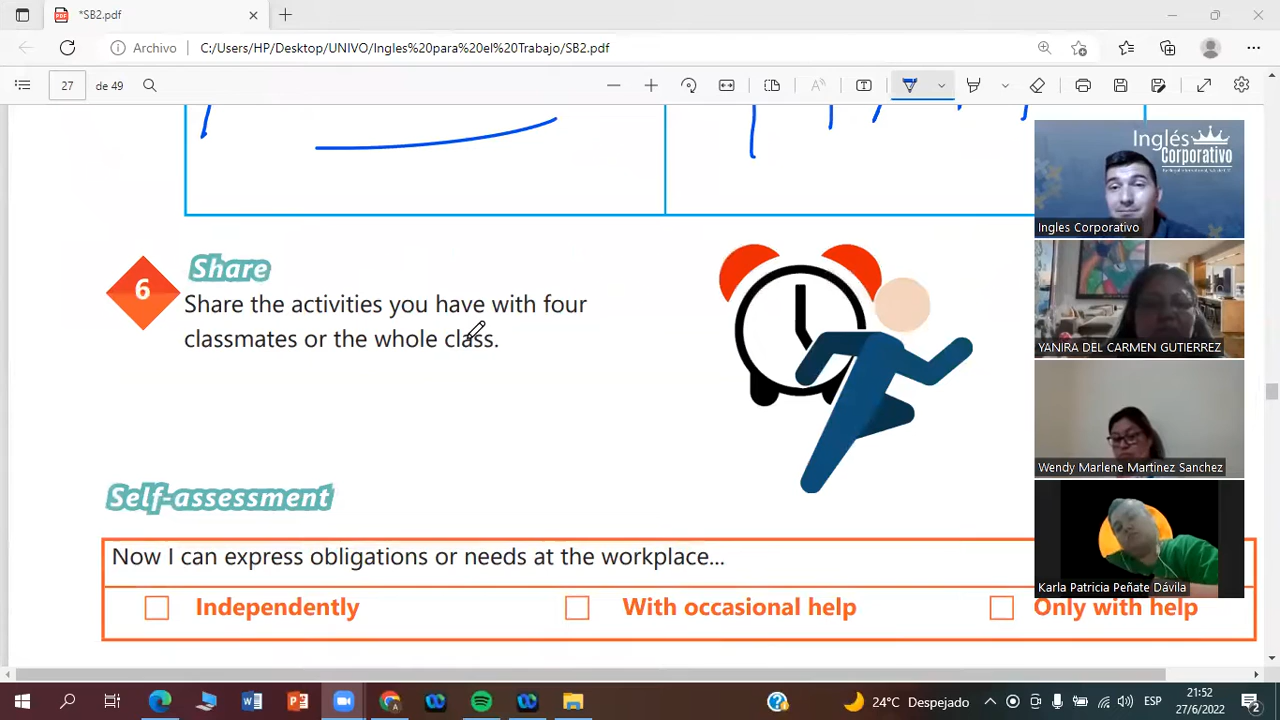 *SB2.pdf
Archivo
C:/Users/HP/Desktop/UNIVO/Ingles%20para%20el%20Trabajo/SB2.pdf
27
de 49
Inglés
Corporativo
Ingles Corporativo
6
Share
Share the activities you have with four
classmates or the whole class.
YANIRA DEL CARMEN GUTIERREZ
Wendy Marlene Martinez Sanchez
Self-assessment
Now I can express obligations or needs at the workplace...
Karla Patricia Peñate Dávila
Independently
With occasional help
Only with help
24°C Despejado
ESP
21:52
27/6/2022
2